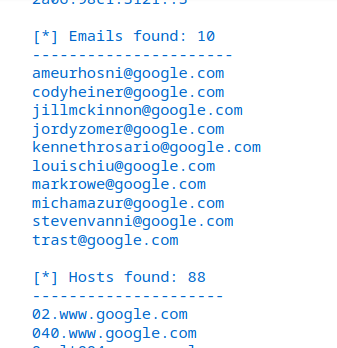 [*] Emails found: 10
----------------------
ameurhosni@google.com
codyheiner@google.com
jillmckinnon@google.com
jordyzomer@google.com
kennethrosario@google.com
louischiu@google.com
markrowe@google.com
michamazur@google.com
stevenvanni@google.com
trast@google.com
[*] Hosts found: 88
---------------------
02.www.google.com
040.www.google.com